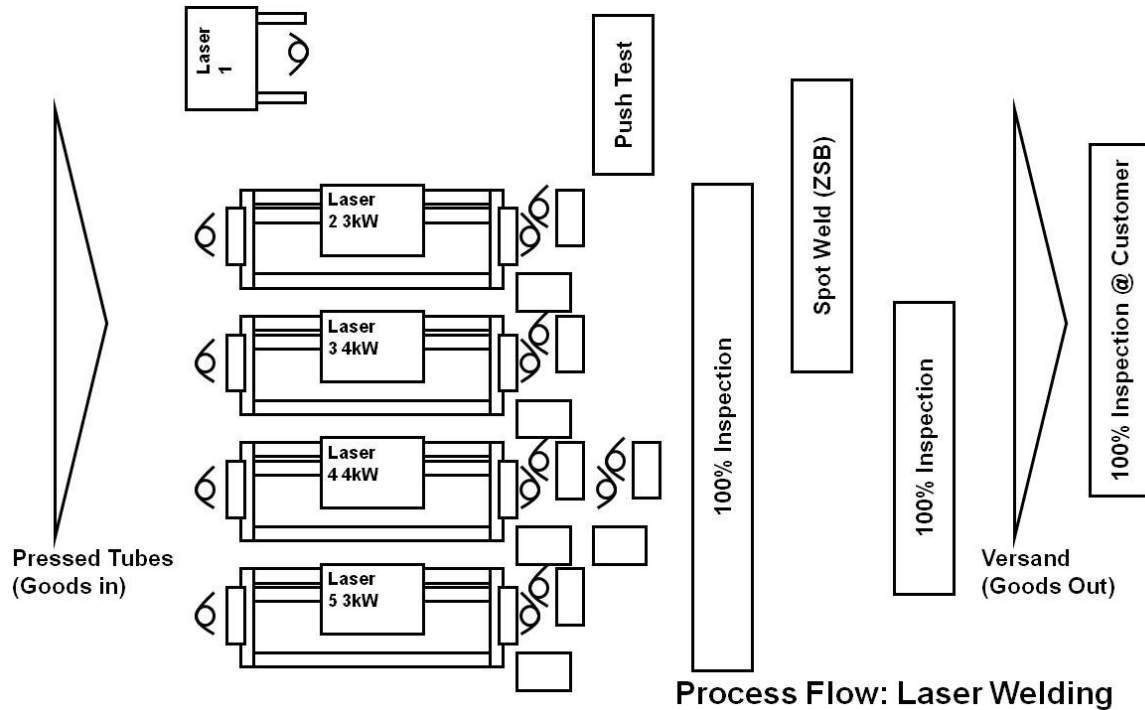 Laser
1
Push Test
Laser
2 3kW
Laser
3 4kW
Laser
4 4kW
Laser
5 3kW
Pressed Tubes
(Goods in)
100% Inspection
Spot Weld (ZSB)
100% Inspection
Versand
(Goods Out)
100% Inspection @ Customer
Process Flow: Laser Welding